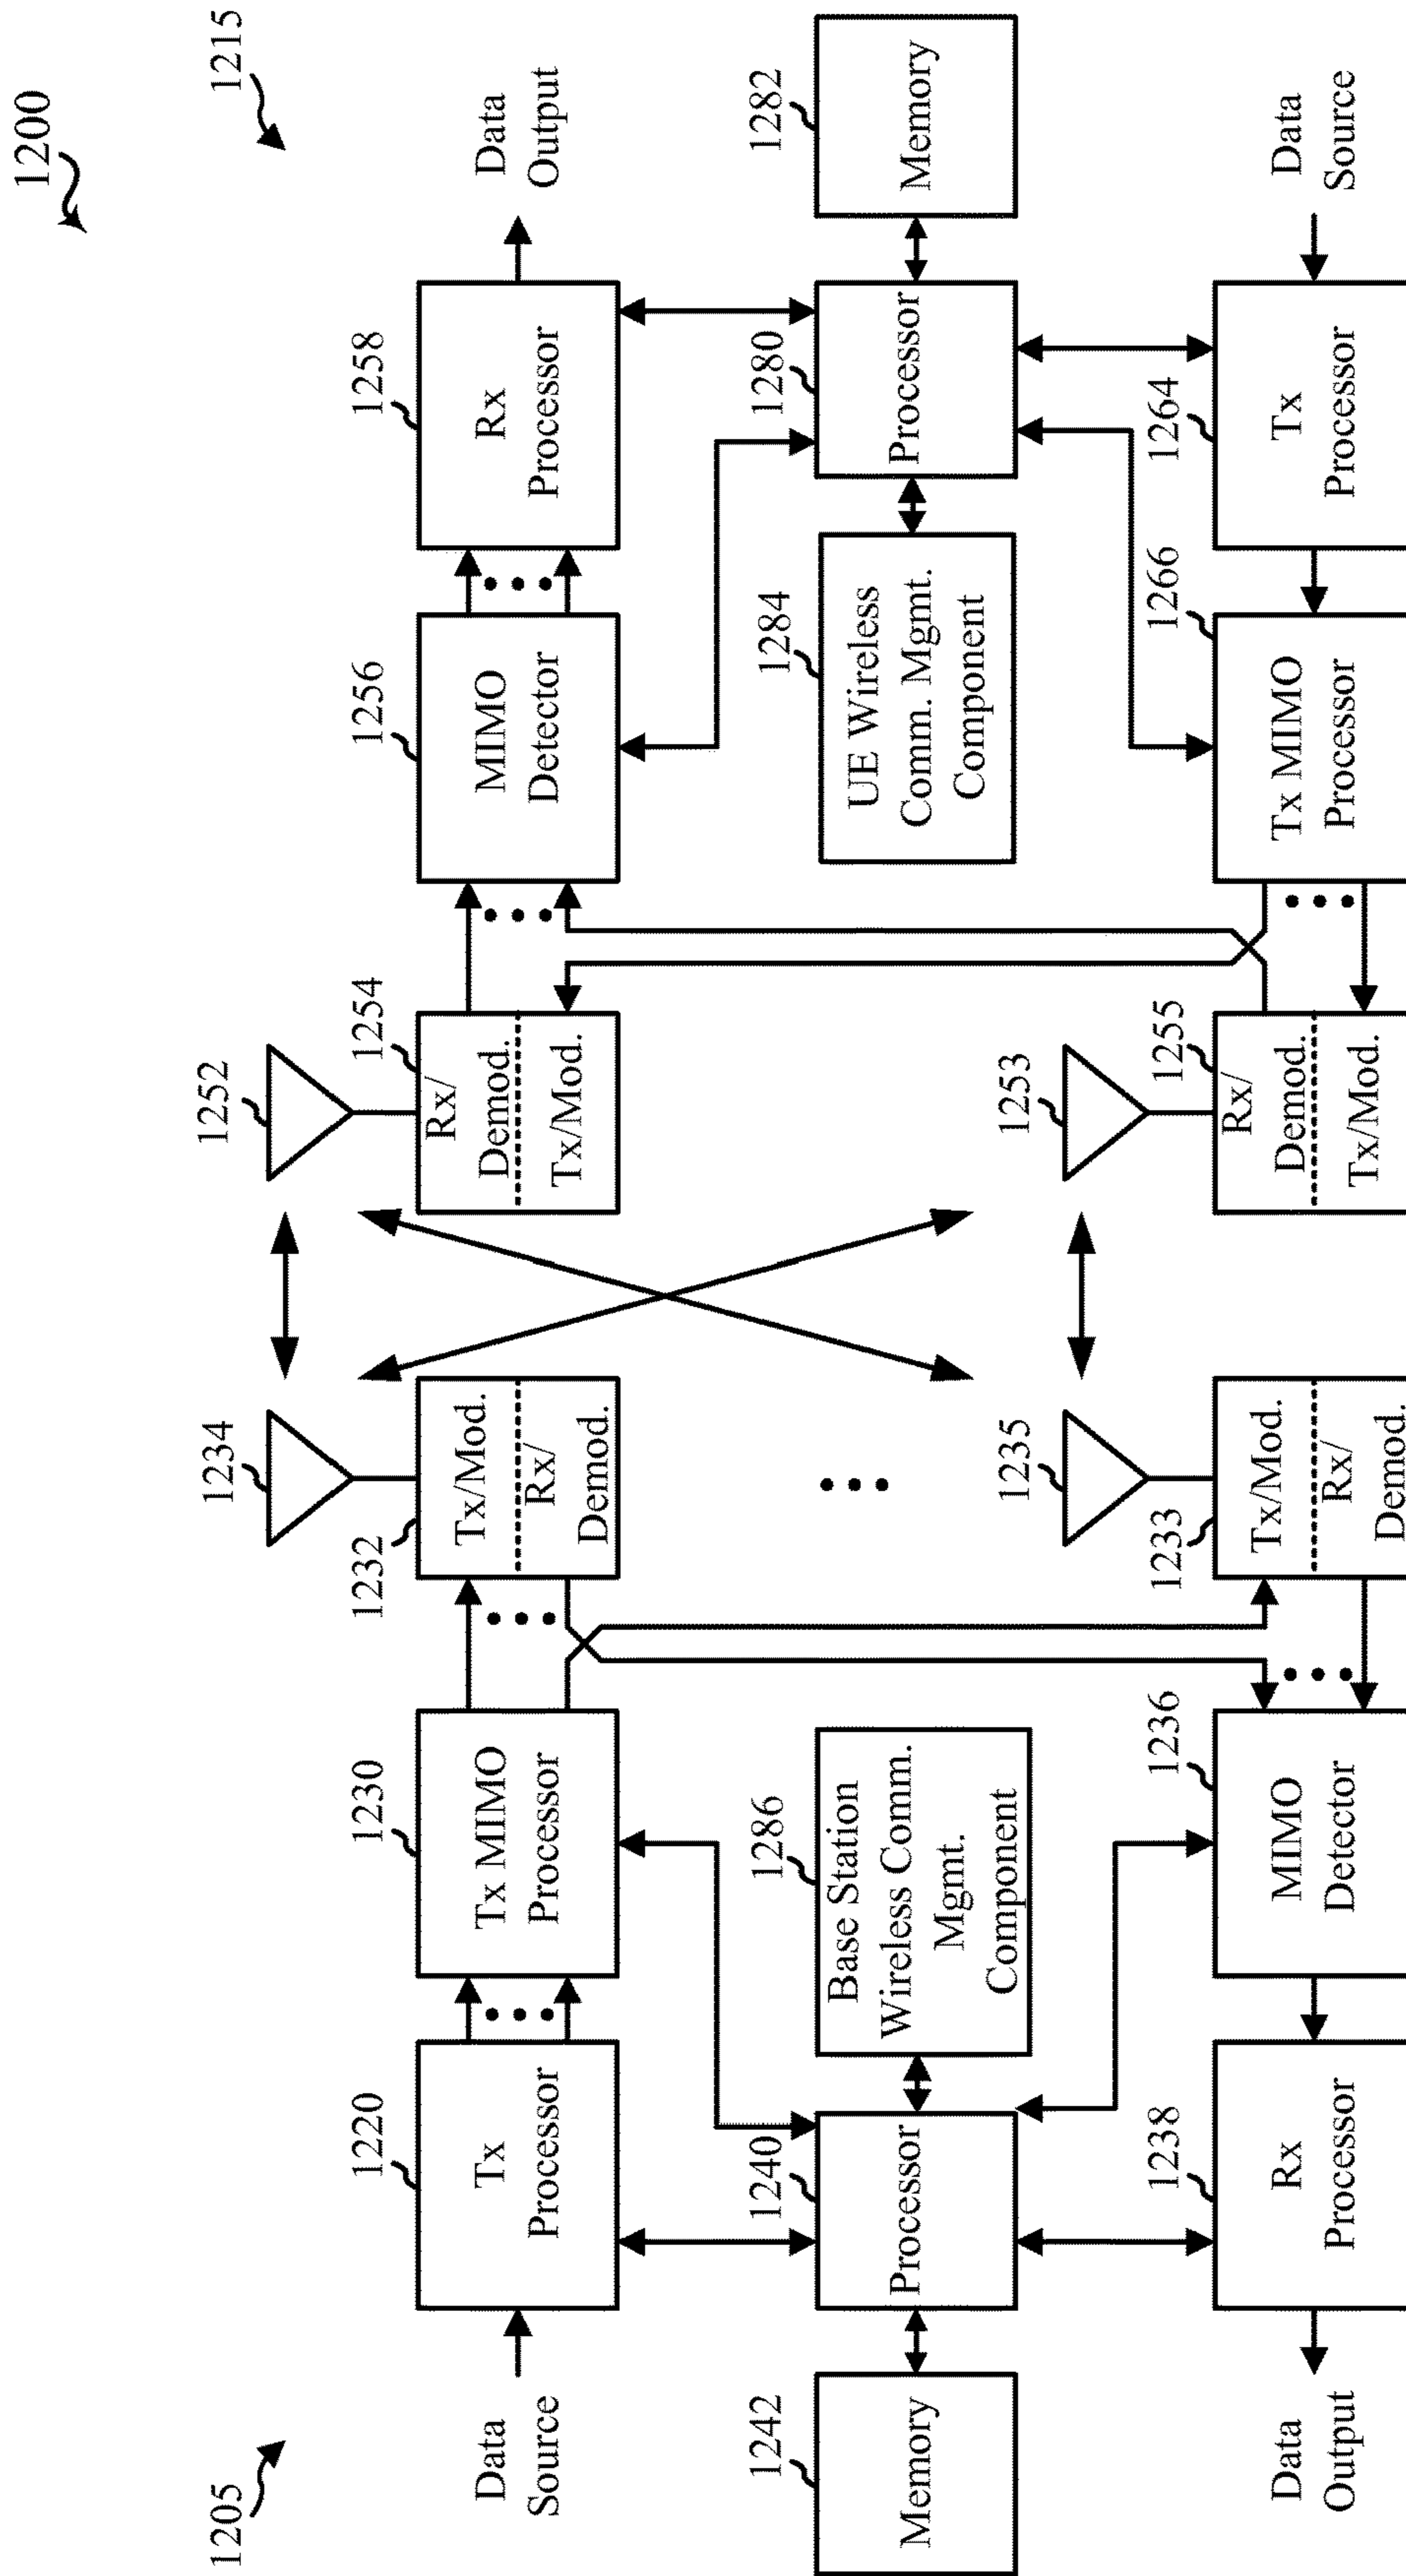 1200
1205
1215
Data
Source
1220
Tx
Processor
1230
Tx MIMO
Processor
1232
Tx/Mod.
Rx/
Demod.
1234
1252
1254
Rx/
Demod.
Tx/Mod.
1256
MIMO
Detector
1258
Rx
Processor
Data
Output
1242
Memory
1240
Processor
1286
Base Station
Wireless Comm.
Mgmt.
Component
1284
UE Wireless
Comm. Mgmt.
Component
1280
Processor
1282
Memory
Data
Output
1238
Rx
Processor
1236
MIMO
Detector
1233
Tx/Mod.
Rx/
Demod.
1235
1253
1255
Rx/
Demod.
Tx/Mod.
1266
Tx MIMO
Processor
1264
Tx
Processor
Data
Source